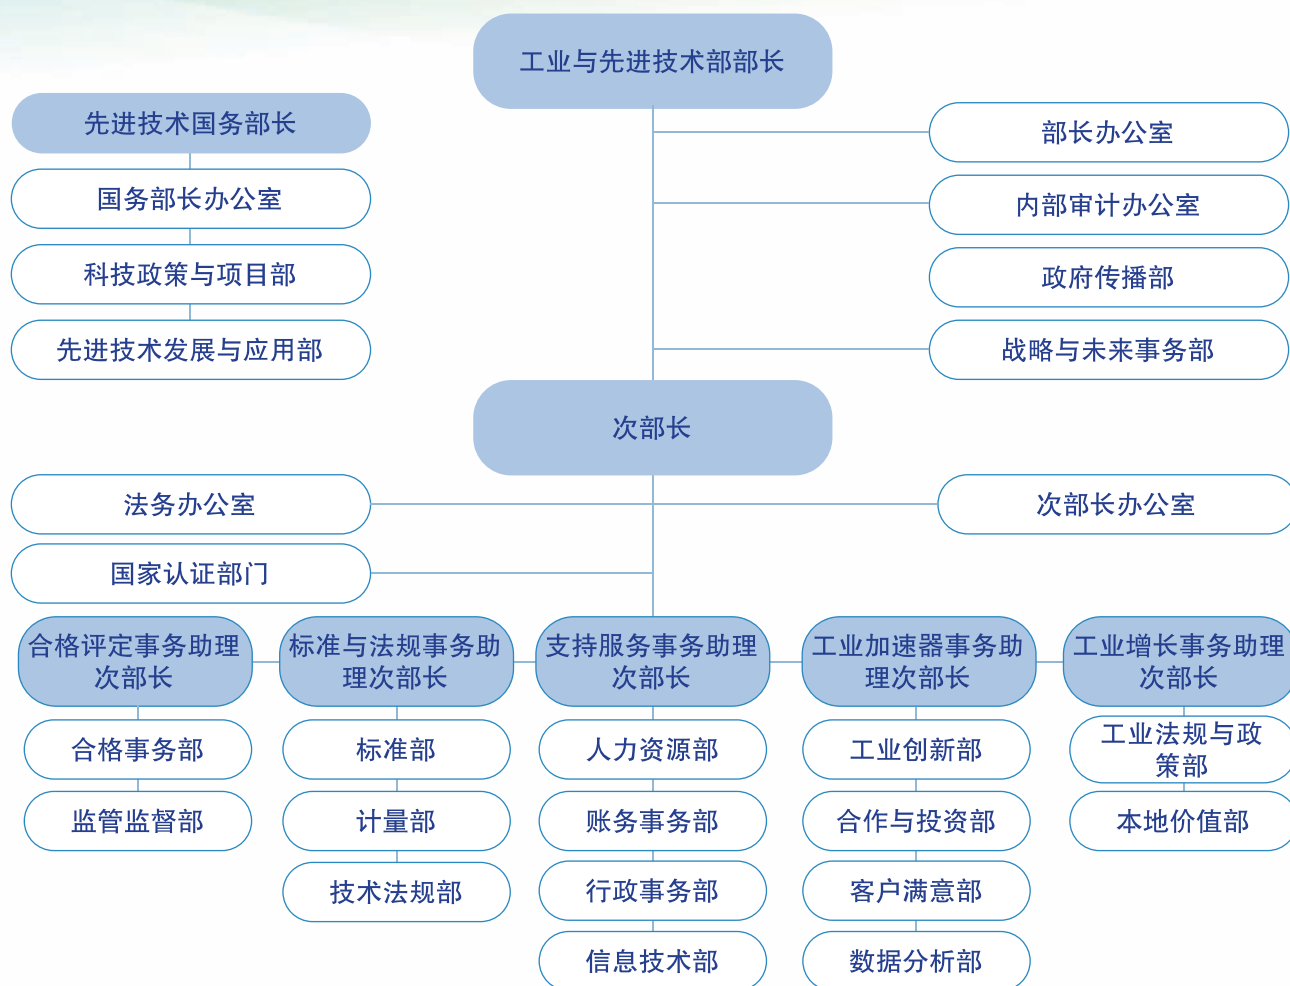 工业与先进技术部部长
先进技术国务部长
国务部长办公室
科技政策与项目部
先进技术发展与应用部
部长办公室
内部审计办公室
政府传播部
战略与未来事务部
次部长
法务办公室
国家认证部门
次部长办公室
合格评定事务助理
次部长
合格事务部
监管监督部
标准与法规事务助
理次部长
标准部
计量部
技术法规部
支持服务事务助理
次部长
人力资源部
账务事务部
行政事务部
信息技术部
工业加速器事务助
理次部长
工业创新部
合作与投资部
客户满意部
数据分析部
工业增长事务助理
次部长
工业法规与政
策部
本地价值部